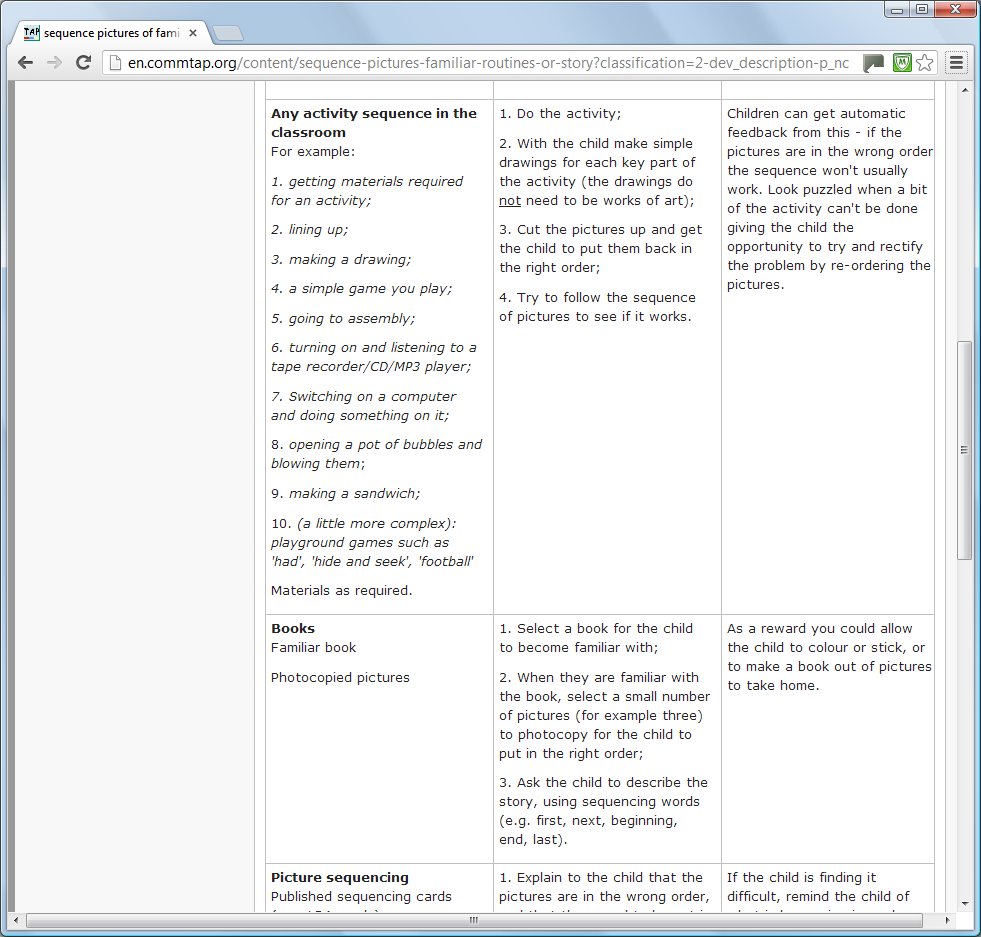 TAP sequence pictures of fami
en.commtap.org/content/sequence-pictures-familiar-routines-or-story?classification=2-dev_description-p_nc
Any activity sequence in the
classroom
For example:
1. getting materials required
for an activity;
2. lining up;
3. making a drawing;
4. a simple game you play;
5. going to assembly;
6. turning on and listening to a
tape recorder/CD/MP3 player;
7. Switching on a computer
and doing something on it;
8. opening a pot of bubbles and
blowing them;
9. making a sandwich;
10. (a little more complex):
playground games such as
'had', 'hide and seek', 'football'
Materials as required.
1. Do the activity;
2. With the child make simple
drawings for each key part of
the activity (the drawings do
not need to be works of art);
3. Cut the pictures up and get
the child to put them back in
the right order;
4. Try to follow the sequence
of pictures to see if it works.
Children can get automatic
feedback from this - if the
pictures are in the wrong order
the sequence won't usually
work. Look puzzled when a bit
of the activity can't be done
giving the child the
opportunity to try and rectify
the problem by re-ordering the
pictures.
Books
Familiar book
Photocopied pictures
1. Select a book for the child
to become familiar with;
2. When they are familiar with
the book, select a small number
of pictures (for example three)
to photocopy for the child to
put in the right order;
3. Ask the child to describe the
story, using sequencing words
(e.g. first, next, beginning,
end, last).
As a reward you could allow
the child to colour or stick, or
to make a book out of pictures
to take home.
Picture sequencing
Published sequencing cards
1. Explain to the child that the
pictures are in the wrong order,
If the child is finding it
difficult, remind the child of